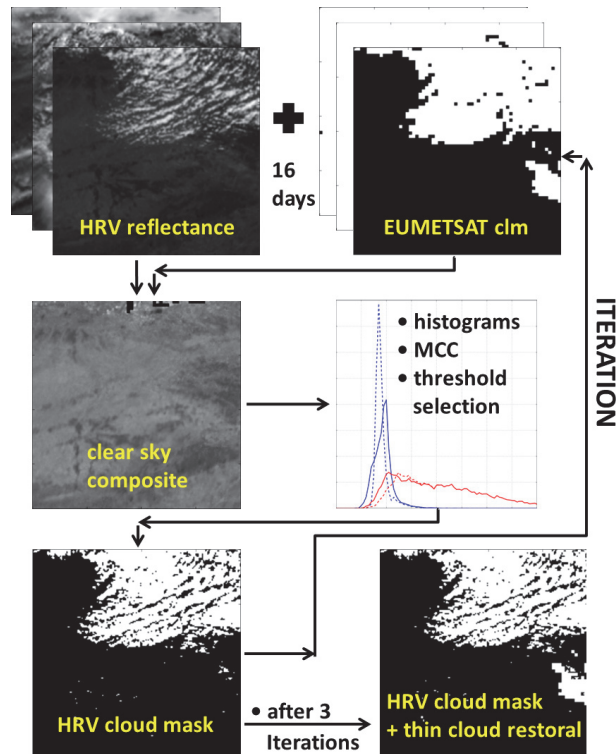 16
days
HRV reflectance
EUMETSAT clm
ITERATION
• histograms
• MCC
• threshold
selection
clear sky
composite
HRV cloud mask
• after 3
Iterations
HRV cloud mask
+ thin cloud restoral